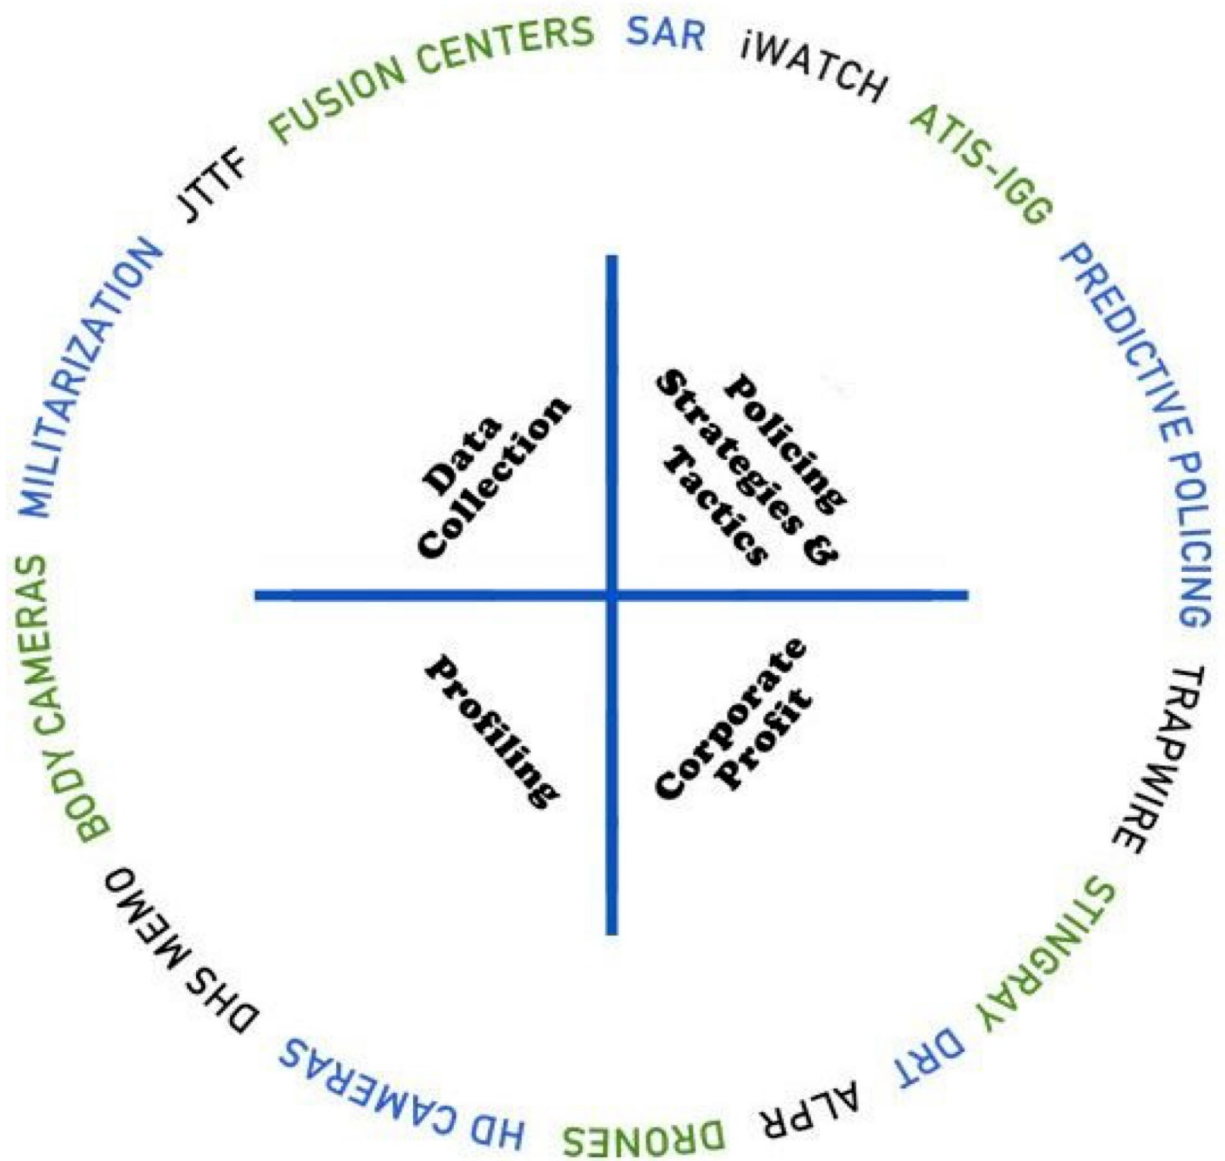 FUSION CENTERS
SAR
iWATCH
ATIS-IGG
PREDICTIVE POLICING
TRAPWIRE
STINGRAY
DRT
ALPR
DRONES
HD CAMERAS
DHS MEMO
BODY CAMERAS
MILITARIZATION
JTTF
Data
Collection
Policing
Strategies &
Tactics
Profiling
Corporate
Profit